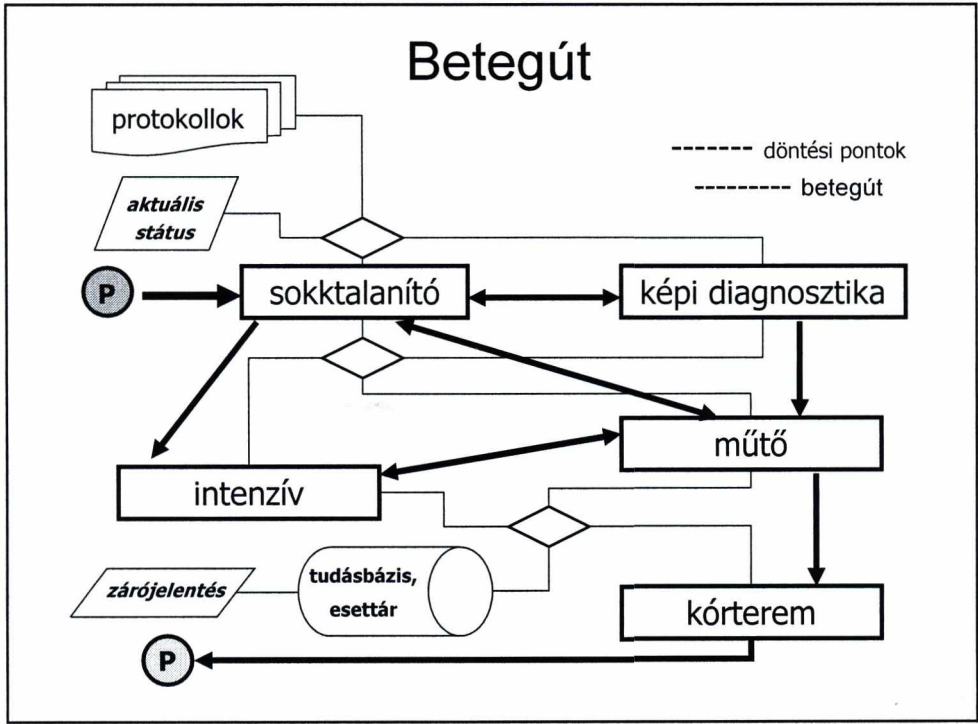 Betegút
protokollok
döntési pontok
betegút
aktuális
státus
P
sokktalanító
képi diagnosztika
műtő
intenzív
tudásbázis,
esettár
zárójelentés
kórterem
P